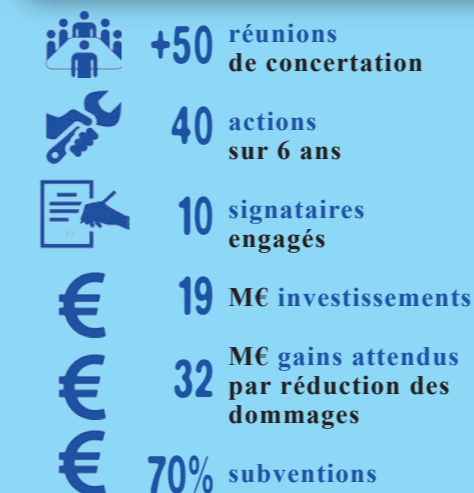 +50 réunions
de concertation
40 actions
sur 6 ans
10 signataires
engagés
19 M€ investissements
M€ gains attendus
32 par réduction des
dommages
70% subventions